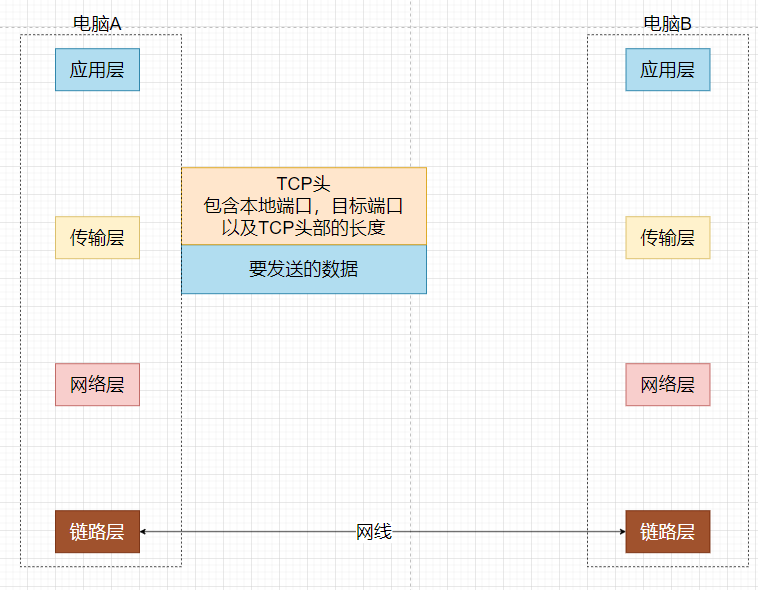 电脑A
电脑B
应用层
应用层
TCP头
包含本地端口，目标端口
以及TCP头部的长度
传输层
传输层
要发送的数据
网络层
网络层
链路层
网线
链路层